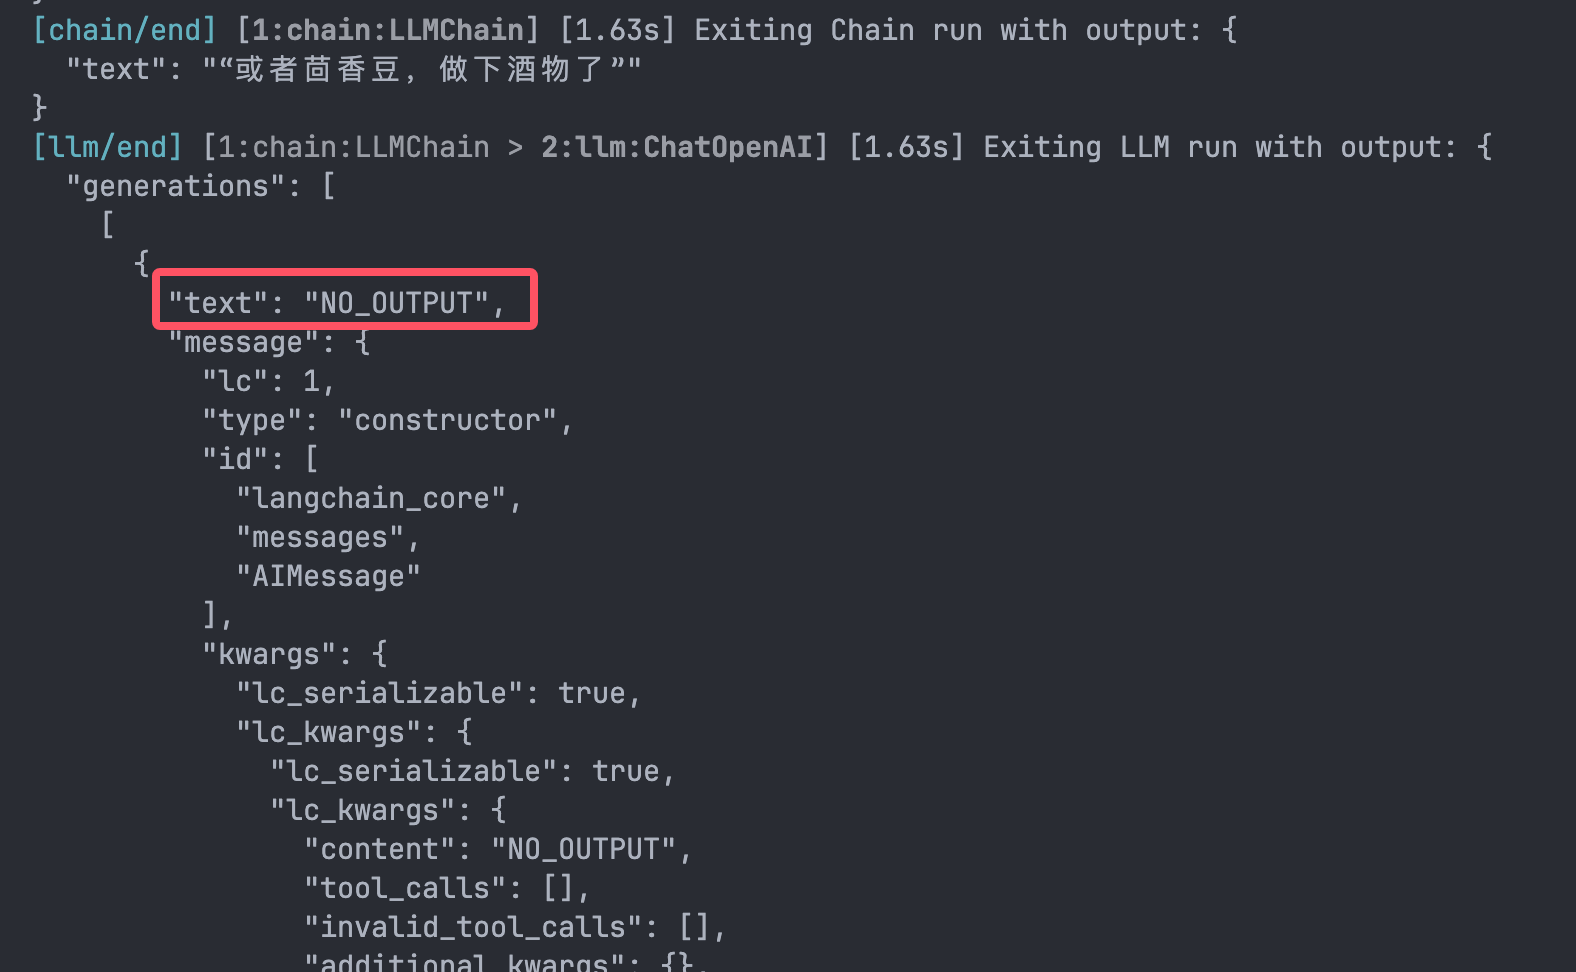 }
[chain/end] [1:chain:LLMChain] [1.63s] Exiting Chain run with output: {
  "text": "“或者茴香豆, 做下酒物了”"
}
[llm/end] [1:chain:LLMChain > 2:llm:ChatOpenAI] [1.63s] Exiting LLM run with output: {
  "generations": [
    [
      {
        "text": "NO_OUTPUT",
        "message": {
          "lc": 1,
          "type": "constructor",
          "id": [
            "langchain_core",
            "messages",
            "AIMessage"
          ],
          "kwargs": {
            "lc_serializable": true,
            "lc_kwargs": {
              "lc_serializable": true,
              "lc_kwargs": {
                "content": "NO_OUTPUT",
                "tool_calls": [],
                "invalid_tool_calls": [],
                "additional_kwargs": {},